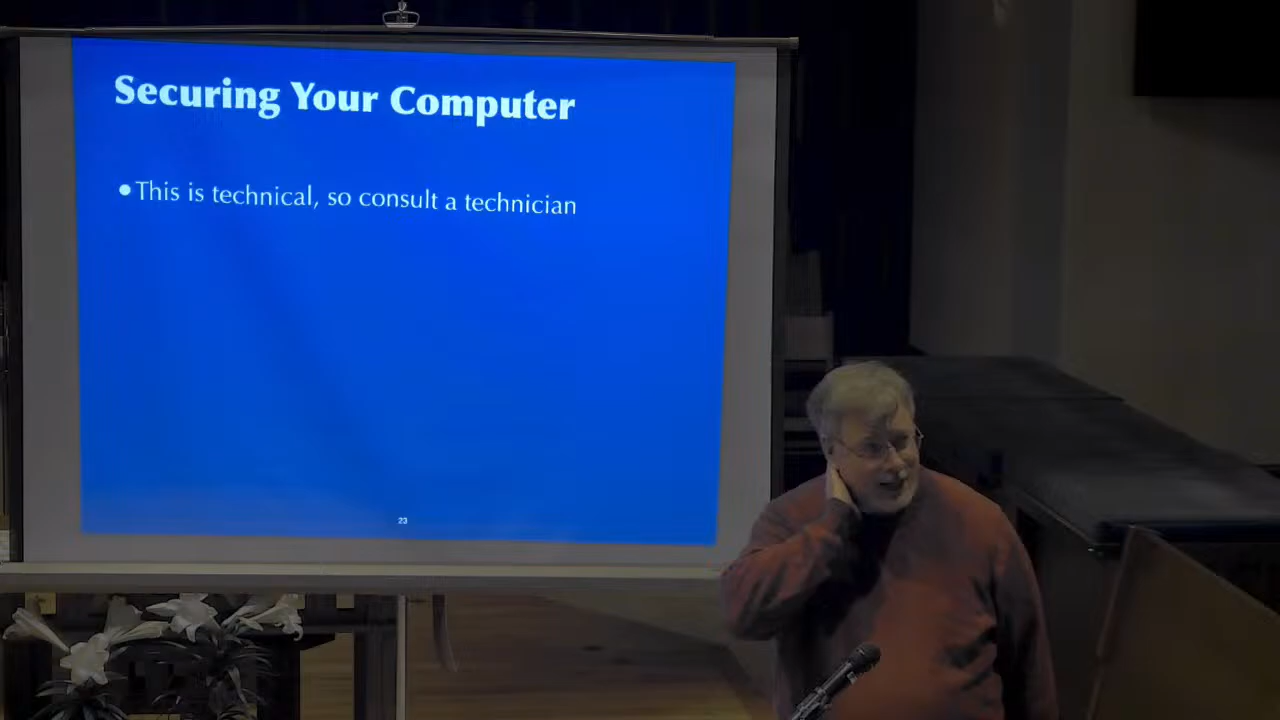 Securing Your Computer
•This is technical, so consult a technician
23